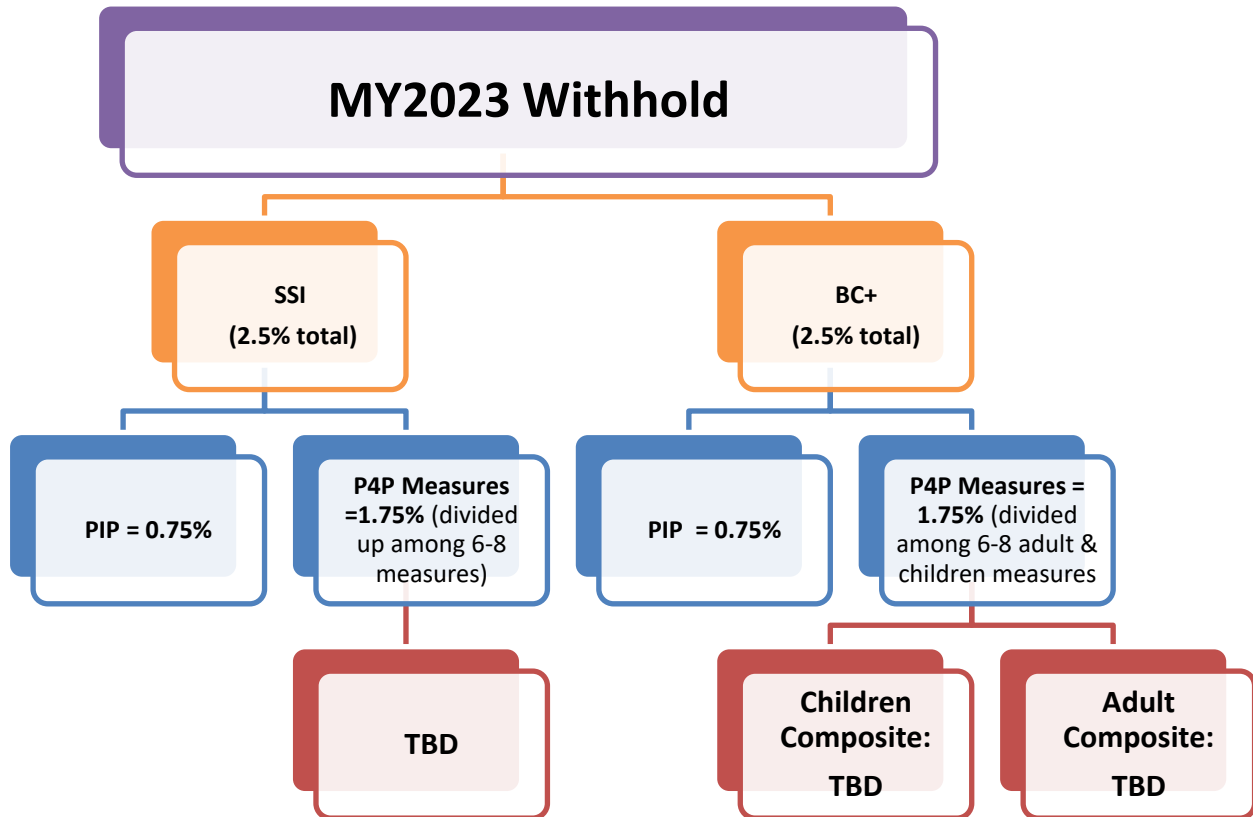 MY2023 Withhold
SSI
(2.5% total)
BC+
(2.5% total)
PIP = 0.75%
P4P Measures
=1.75% (divided
up among 6-8
measures)
PIP  = 0.75%
P4P Measures =
1.75% (divided
among 6-8 adult &
children measures
TBD
Children
Composite:
TBD
Adult
Composite:
TBD